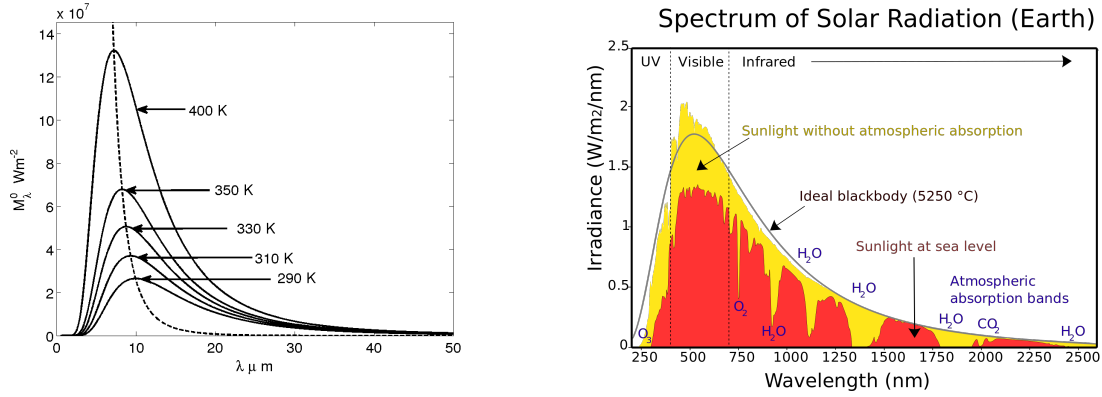 x 10⁷
14
12
10
8
6
4
2
0
M⁰λ Wm⁻²
400 K
350 K
330 K
310 K
290 K
0 10 20 30 40 50
λ μ m
Spectrum of Solar Radiation (Earth)
Irradiance (W/m2/nm)
2.5
2
1.5
1
0.5
0
UV Visible Infrared
Sunlight without atmospheric absorption
Ideal blackbody (5250 °C)
Sunlight at sea level
H₂O
H₂O
Atmospheric
absorption bands
O₃
O₂
H₂O
H₂O
CO₂
H₂O
250 500 750 1000 1250 1500 1750 2000 2250 2500
Wavelength (nm)